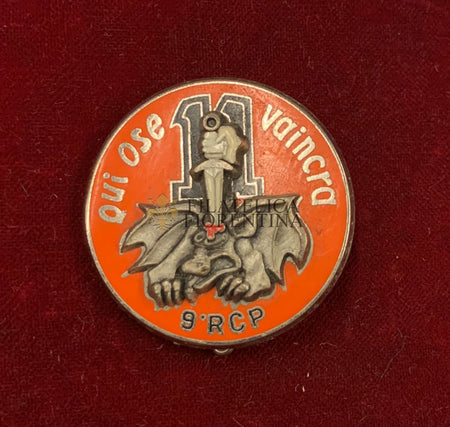 Qui Ose vaincra
11
FILATELICA
FIORENTINA
9°RCP